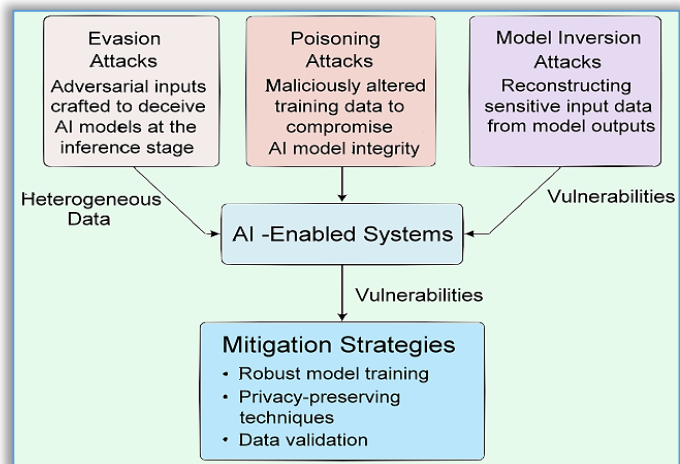 Evasion
Attacks
Adversarial inputs
crafted to deceive
AI models at the
inference stage
Poisoning
Attacks
Maliciously altered
training data to
compromise
AI model integrity
Model Inversion
Attacks
Reconstructing
sensitive input data
from model outputs
Heterogeneous
Data
Vulnerabilities
AI -Enabled Systems
Vulnerabilities
Mitigation Strategies
• Robust model training
• Privacy-preserving
techniques
• Data validation